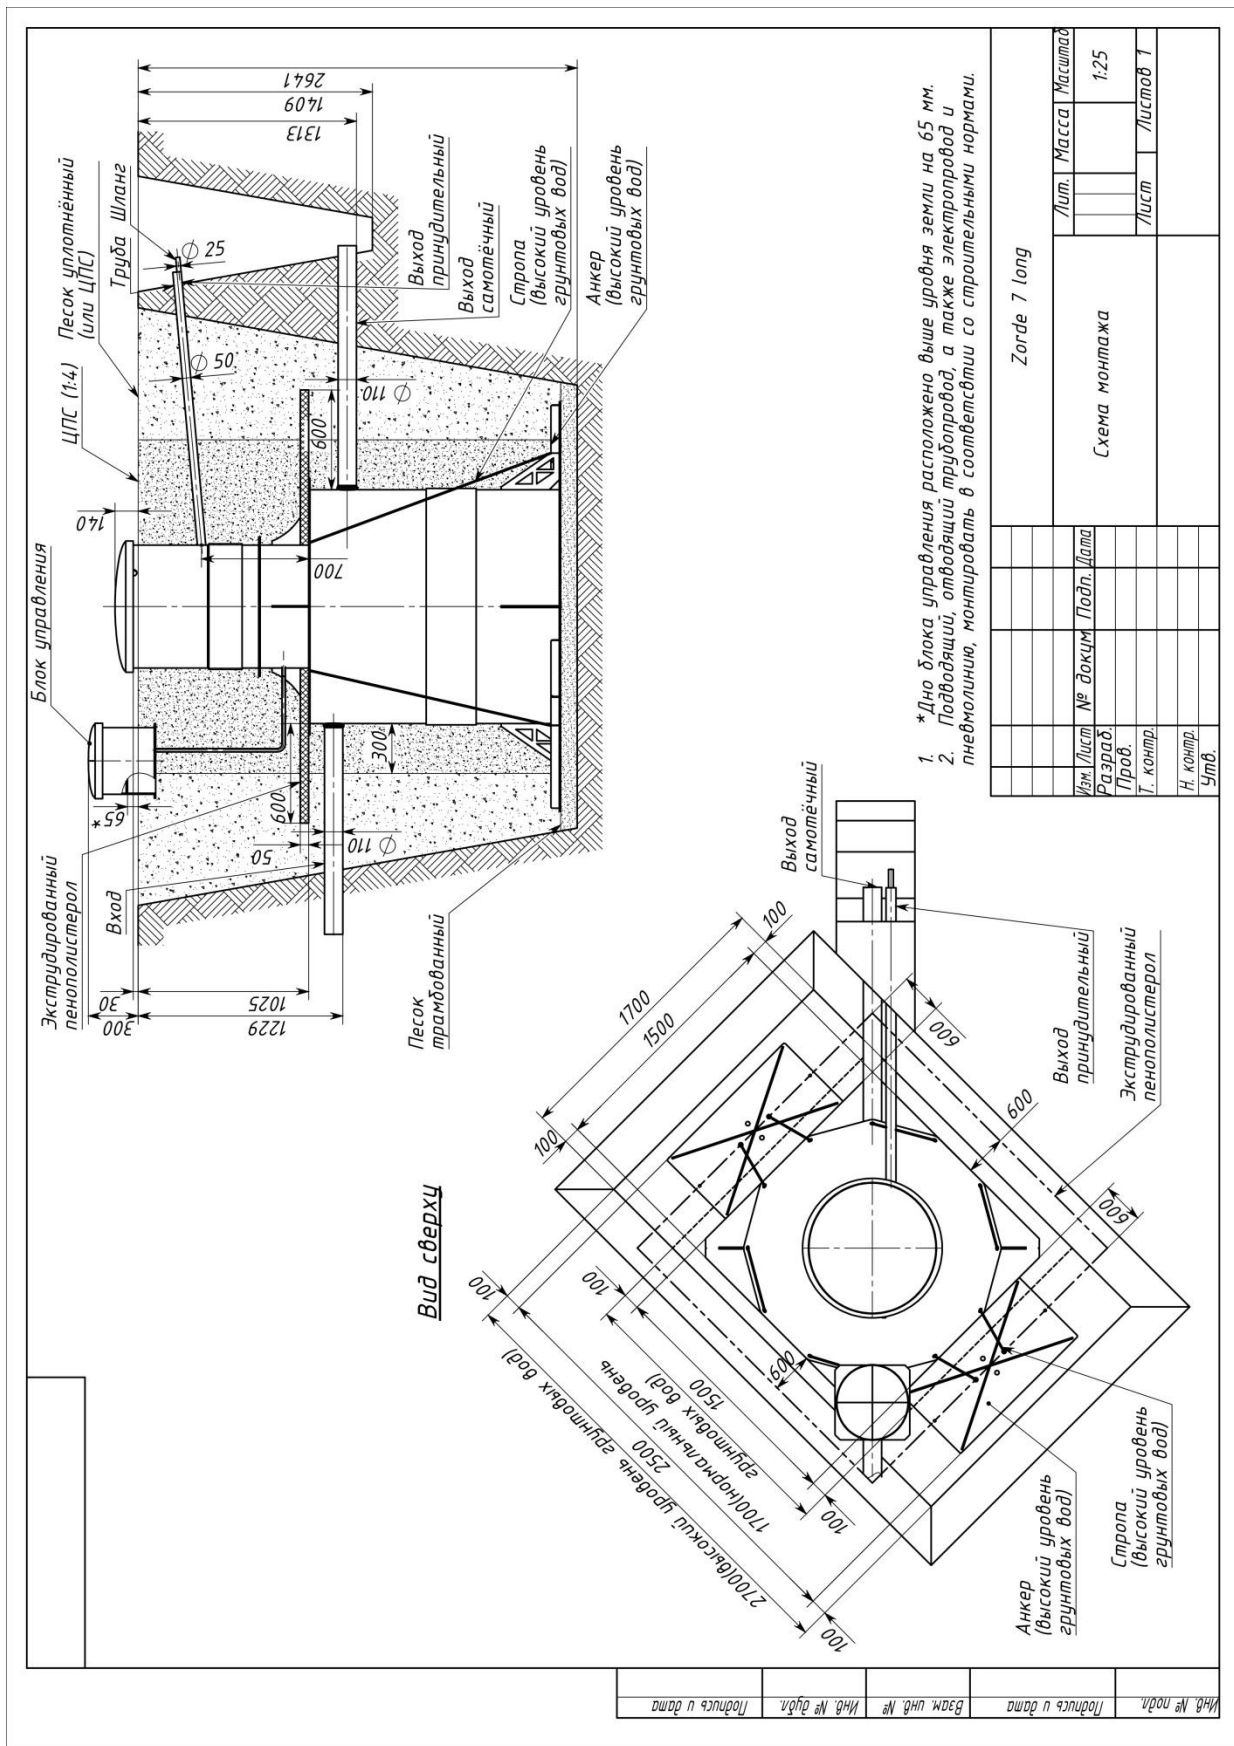 Блок управления
140
ЦПС (1:4)
Песок уплотнённый
(или ЦПС)
Труба
Шланг
Экструдированный
пенополистерол
65*
Вход
300
30
1025
1229
50
600
∅ 110
300
700
600
∅ 110
∅ 50
∅ 25
1313
1409
2641
Выход
принудительный
Выход
самотёчный
Стропа
(высокий уровень
грунтовых вод)
Анкер
(высокий уровень
грунтовых вод)
Песок
трамбованный
Вид сверху
1700
1500
100
100
600
600
600
600
100
100
100
100
2700(высокий уровень грунтовых вод)
2500
1700(нормальный уровень
грунтовых вод)
1500
Выход
самотёчный
Выход
принудительный
Экструдированный
пенополистерол
Анкер
(высокий уровень
грунтовых вод)
Стропа
(высокий уровень
грунтовых вод)
1. *Дно блока управления расположено выше уровня земли на 65 мм.
2. Подводящий, отводящий трубопровод, а также электропровод и
пневмолинию, монтировать в соответсвтии со строительными нормами.
Zorde 7 long
Схема монтажа
Лит. Масса Масштаб
1:25
Лист Листов 1
Изм. Лист № докум. Подп. Дата
Разраб.
Пров.
Т. контр.
Н. контр.
Утв.
Подпись и дата
Инв. № дубл.
Взам. инв. №
Подпись и дата
Инв. № подл.